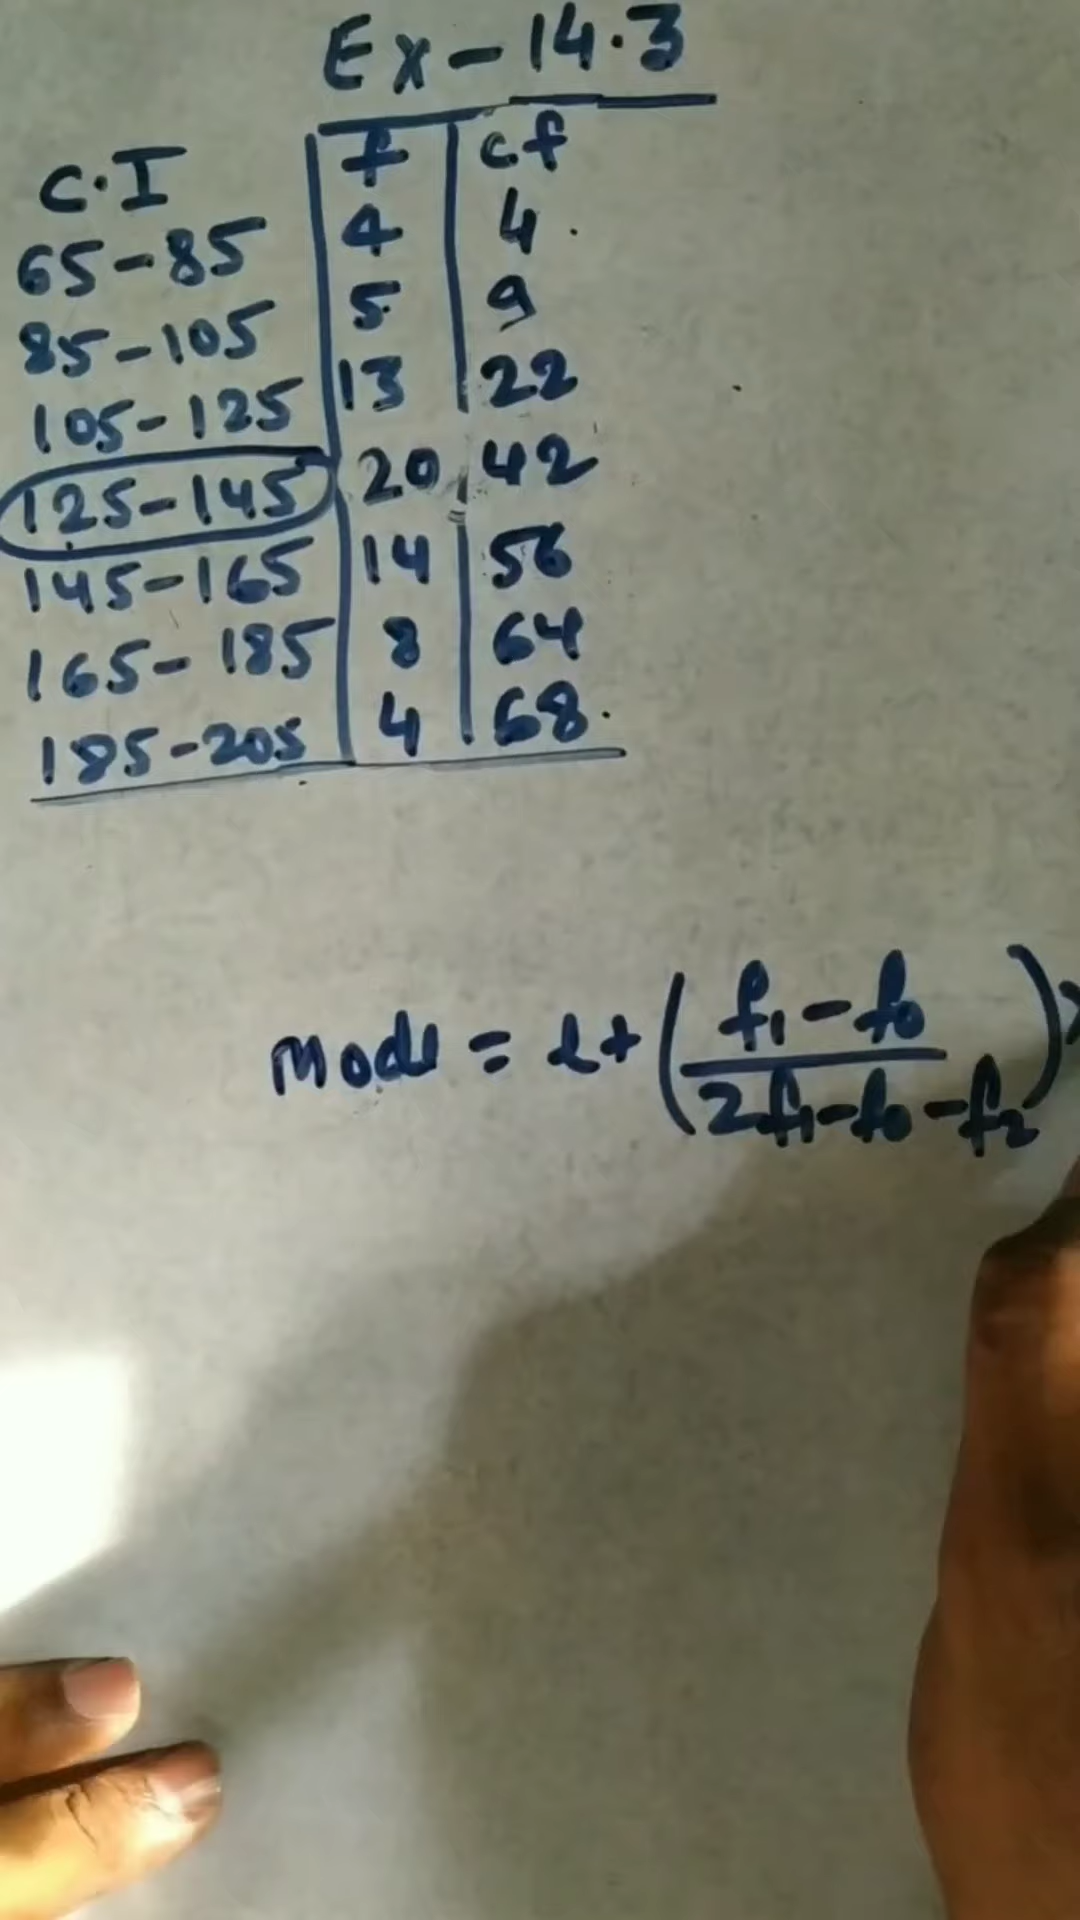 Ex - 14.3
C.I f cf
65-85 4 4
85-105 5 9
105-125 13 22
125-145 20 42
145-165 14 56
165-185 8 64
185-205 4 68
Mode = l + (f₁ - f₀ / 2f₁ - f₀ - f₂) ×